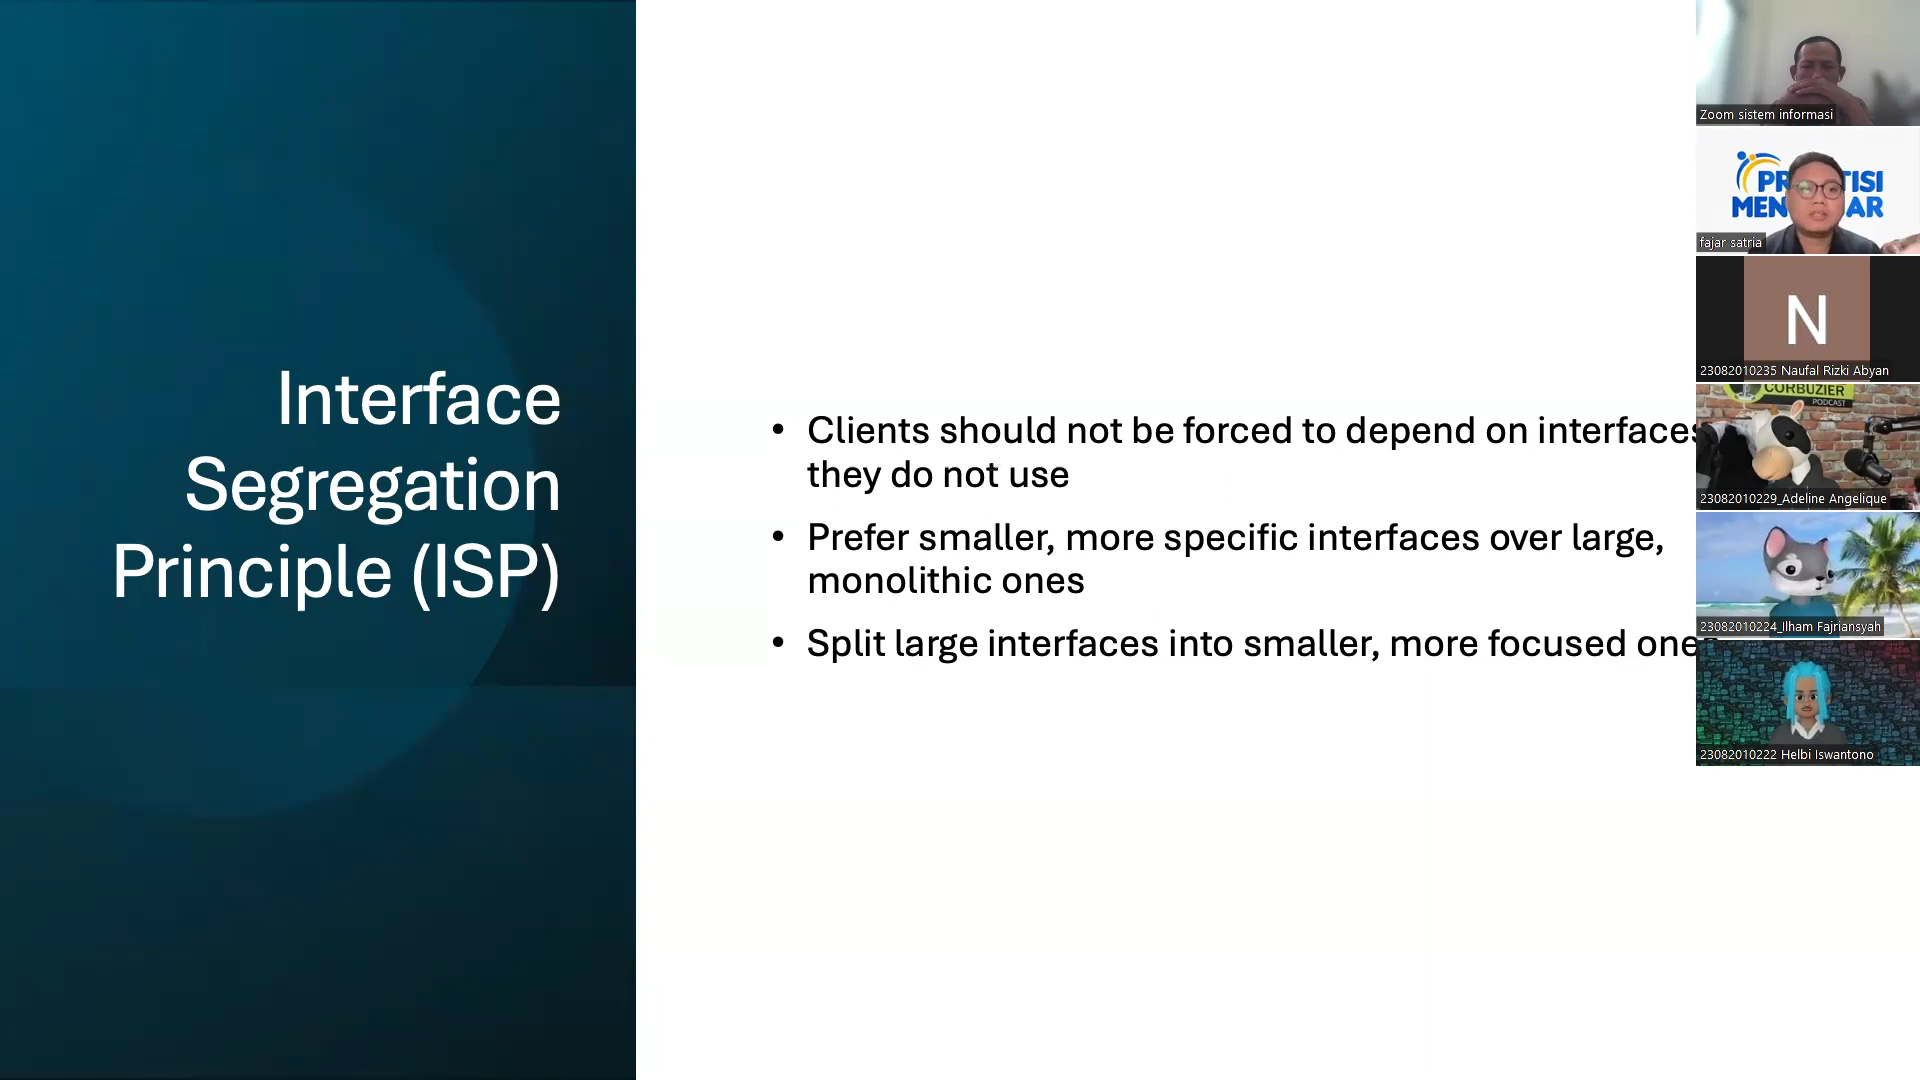 Interface
Segregation
Principle (ISP)
• Clients should not be forced to depend on interfaces
they do not use
• Prefer smaller, more specific interfaces over large,
monolithic ones
• Split large interfaces into smaller, more focused ones
Zoom sistem informasi
fajar satria
N
23082010235 Naufal Rizki Abyan
CORBUZIER
PODCAST
23082010229_Adeline Angelique
23082010224_Ilham Fajriansyah
23082010222 Helbi Iswantono